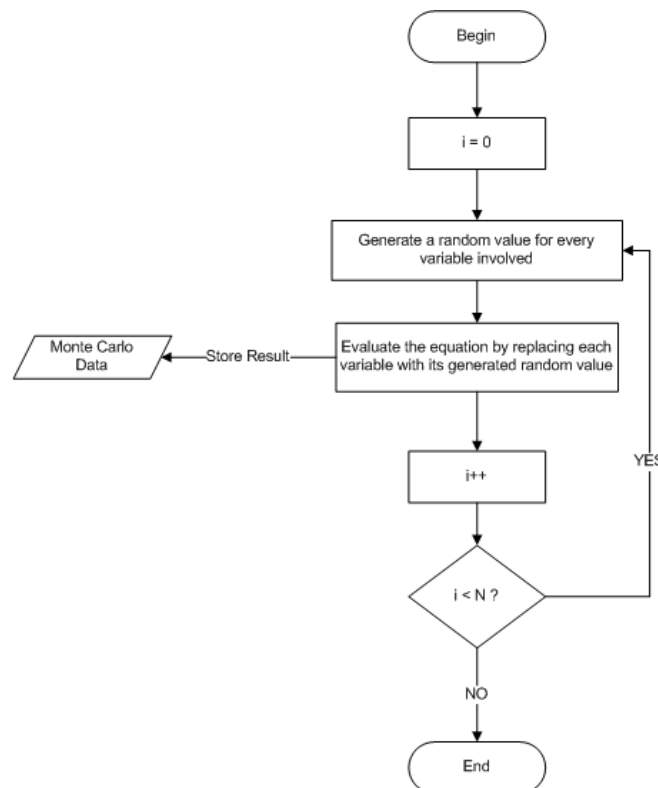 Begin
i = 0
Generate a random value for every
variable involved
Monte Carlo
Data
Store Result
Evaluate the equation by replacing each
variable with its generated random value
i++
YES
i < N ?
NO
End